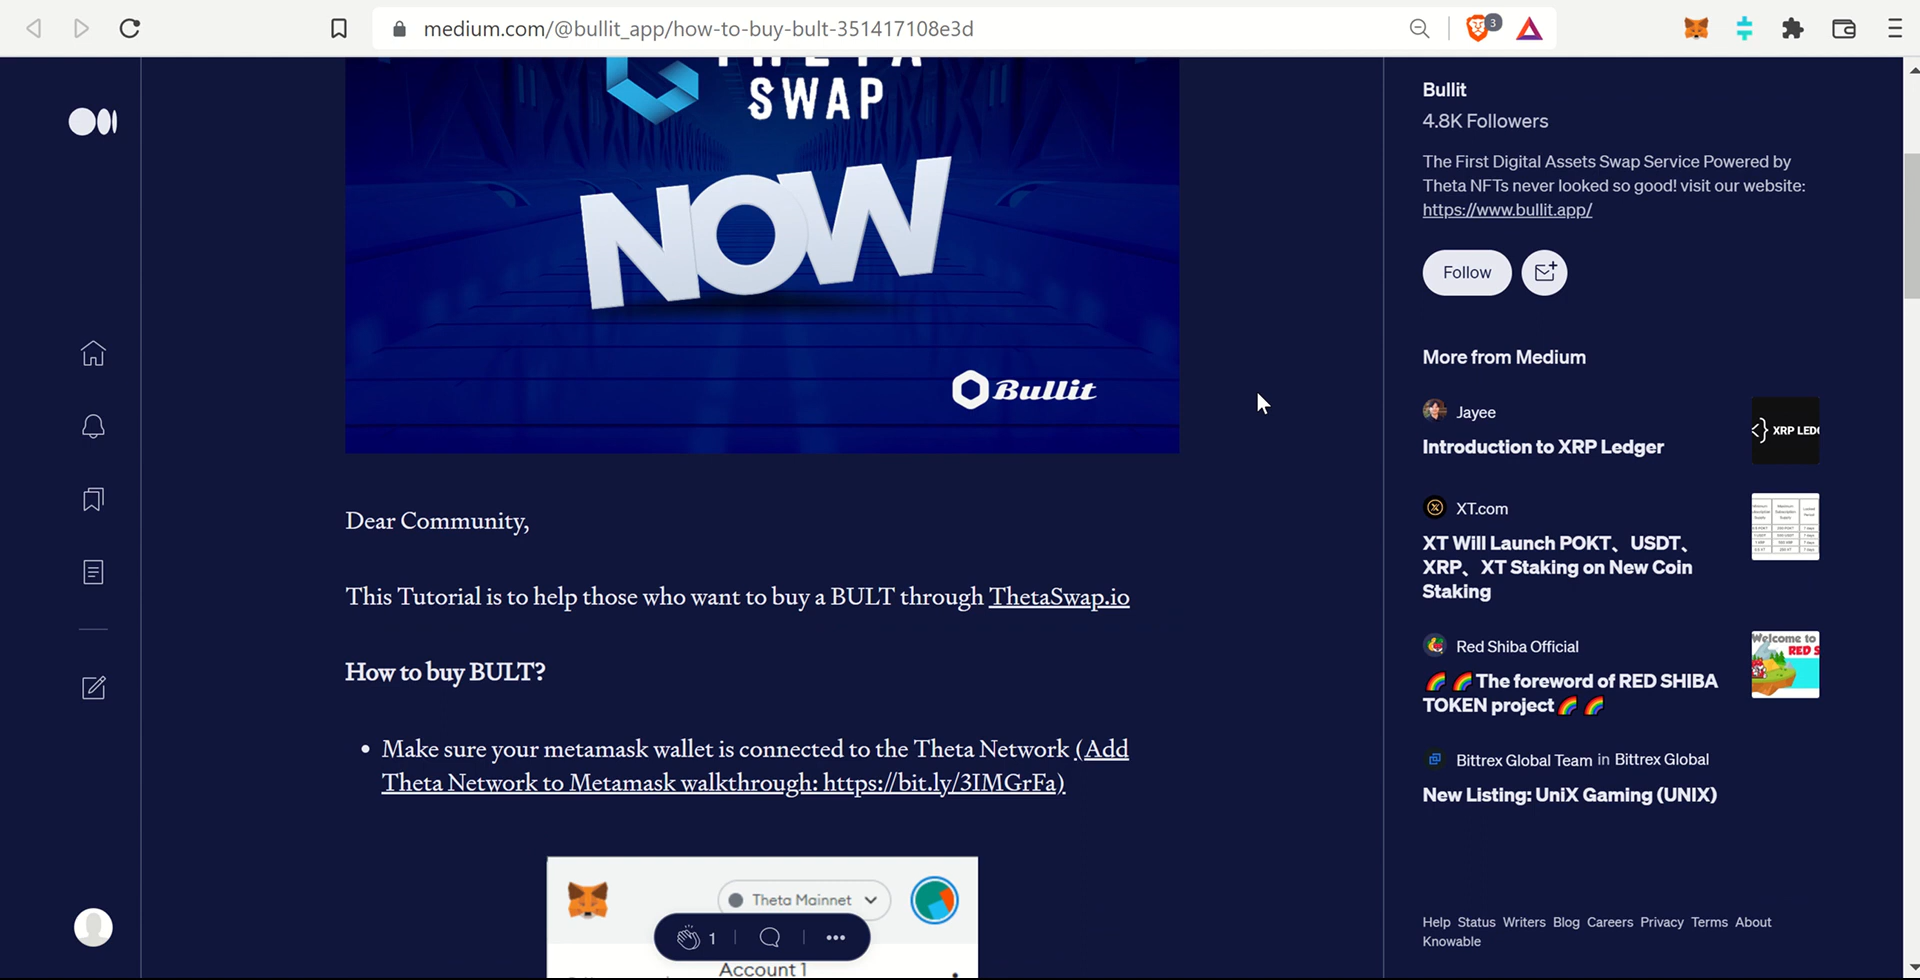 medium.com/@bullit_app/how-to-buy-bult-351417108e3d
3
SWAP
NOW
Bullit
Dear Community,
This Tutorial is to help those who want to buy a BULT through ThetaSwap.io
How to buy BULT?
• Make sure your metamask wallet is connected to the Theta Network (Add
Theta Network to Metamask walkthrough: https://bit.ly/3IMGrFa)
Theta Mainnet
1
Account 1
Bullit
4.8K Followers
The First Digital Assets Swap Service Powered by
Theta NFTs never looked so good! visit our website:
https://www.bullit.app/
Follow
More from Medium
Jayee
Introduction to XRP Ledger
XRP LED
XT.com
XT Will Launch POKT、USDT、
XRP、XT Staking on New Coin
Staking
Red Shiba Official
🌈 🌈The foreword of RED SHIBA
TOKEN project🌈 🌈
Welcome to
RED S
Bittrex Global Team in Bittrex Global
New Listing: UniX Gaming (UNIX)
Help Status Writers Blog Careers Privacy Terms About
Knowable